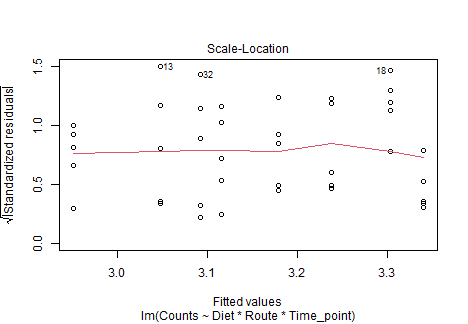 Scale-Location
√|Standardized residuals|
1.5
1.0
0.5
0.0
13
32
18
3.0 3.1 3.2 3.3
Fitted values
lm(Counts ~ Diet * Route * Time_point)